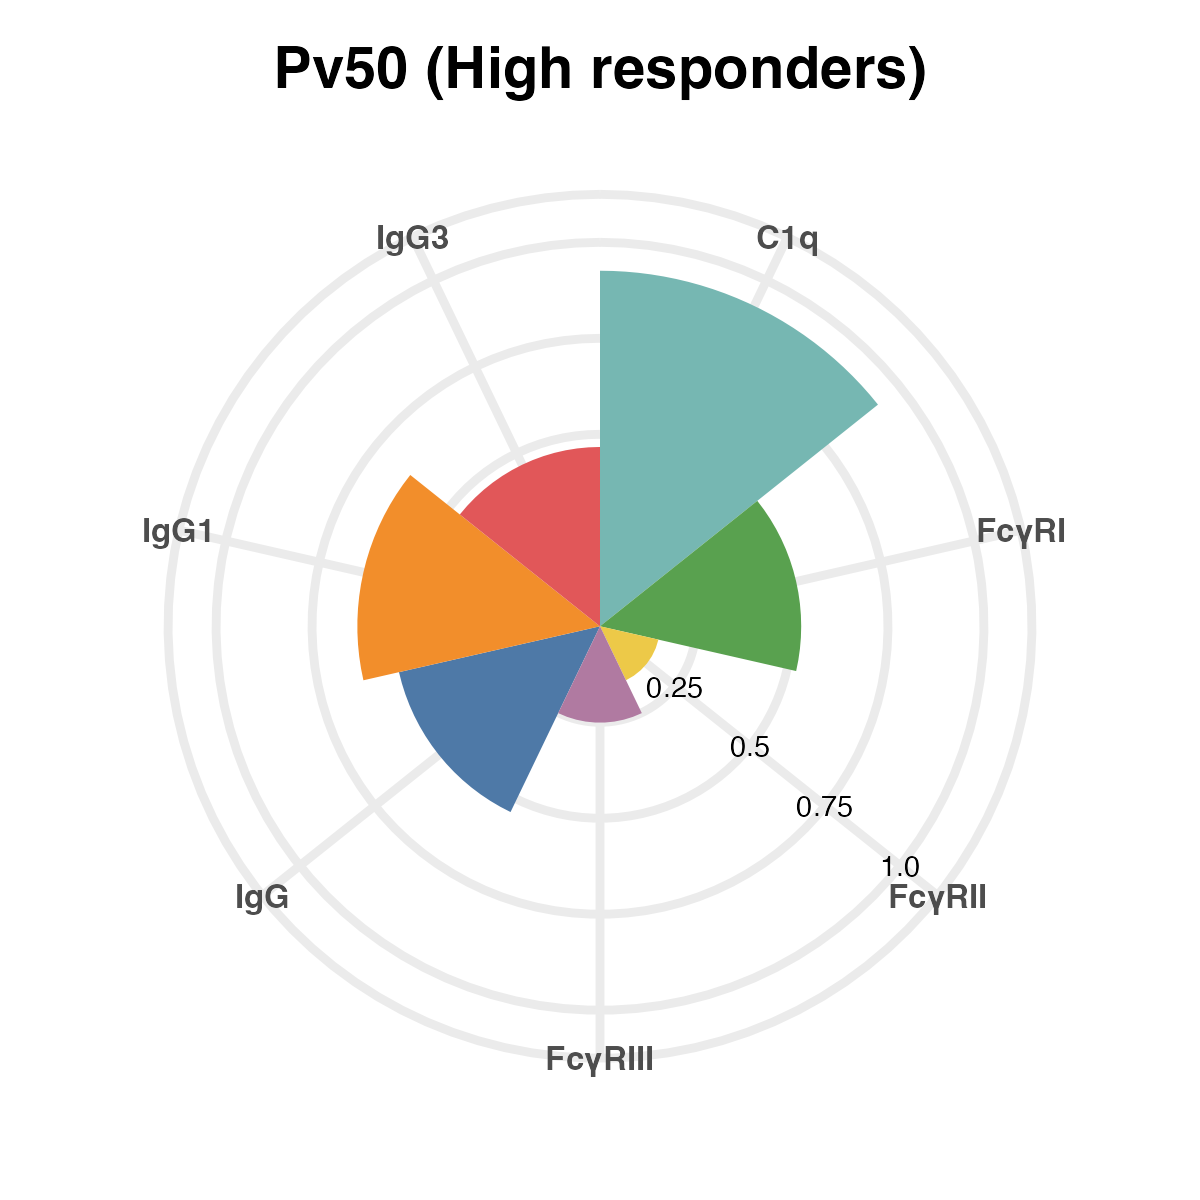 Pv50 (High responders)
IgG3
C1q
IgG1
FcγRI
0.25
0.5
0.75
1.0
IgG
FcγRII
FcγRIII